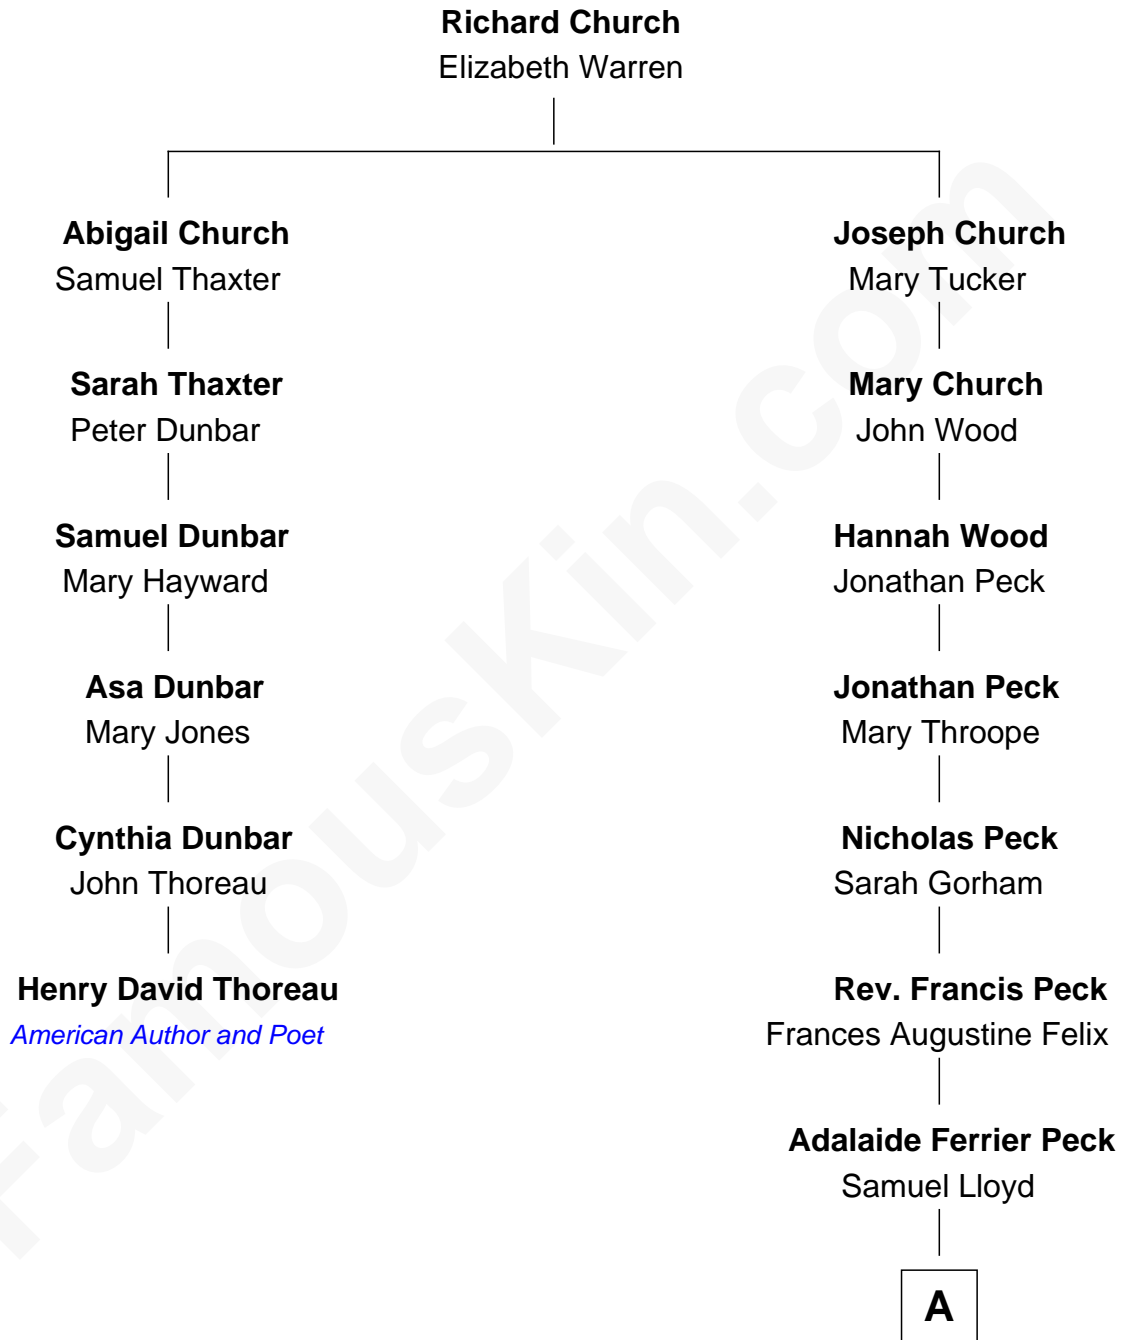 Richard Church
Elizabeth Warren
Abigail Church
Samuel Thaxter
Joseph Church
Mary Tucker
Sarah Thaxter
Peter Dunbar
Mary Church
John Wood
Samuel Dunbar
Mary Hayward
Hannah Wood
Jonathan Peck
Asa Dunbar
Mary Jones
Jonathan Peck
Mary Throope
Cynthia Dunbar
John Thoreau
Nicholas Peck
Sarah Gorham
Henry David Thoreau
American Author and Poet
Rev. Francis Peck
Frances Augustine Felix
Adalaide Ferrier Peck
Samuel Lloyd
A
FamousKin.com